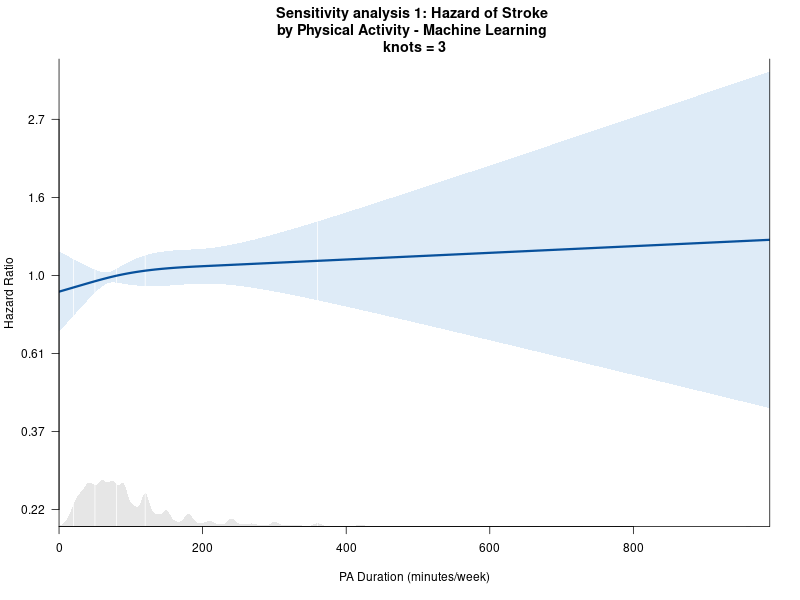 Sensitivity analysis 1: Hazard of Stroke
by Physical Activity - Machine Learning
knots = 3
2.7
1.6
1.0
0.61
0.37
0.22
Hazard Ratio
0 200 400 600 800
PA Duration (minutes/week)